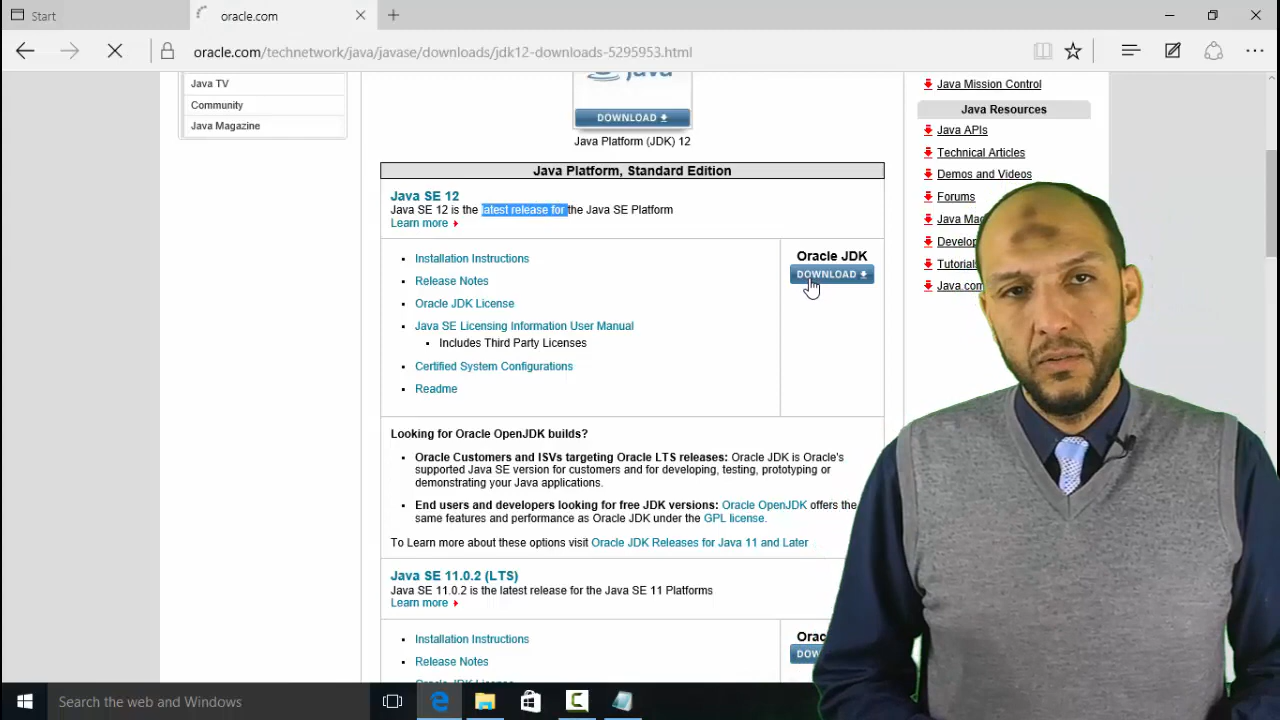 Start
oracle.com
oracle.com/technetwork/java/javase/downloads/jdk12-downloads-5295953.html
Java TV
Community
Java Magazine
Java
DOWNLOAD
Java Platform (JDK) 12
Java Platform, Standard Edition
Java SE 12
Java SE 12 is the latest release for the Java SE Platform
Learn more
Installation Instructions
Release Notes
Oracle JDK License
Java SE Licensing Information User Manual
Includes Third Party Licenses
Certified System Configurations
Readme
Oracle JDK
DOWNLOAD
Looking for Oracle OpenJDK builds?
Oracle Customers and ISVs targeting Oracle LTS releases: Oracle JDK is Oracle's
supported Java SE version for customers and for developing, testing, prototyping or
demonstrating your Java applications.
End users and developers looking for free JDK versions: Oracle OpenJDK offers the
same features and performance as Oracle JDK under the GPL license.
To Learn more about these options visit Oracle JDK Releases for Java 11 and Later
Java SE 11.0.2 (LTS)
Java SE 11.0.2 is the latest release for the Java SE 11 Platforms
Learn more
Installation Instructions
Release Notes
Java Mission Control
Java Resources
Java APIs
Technical Articles
Demos and Videos
Forums
Java
Tutorials
Java.com
Search the web and Windows